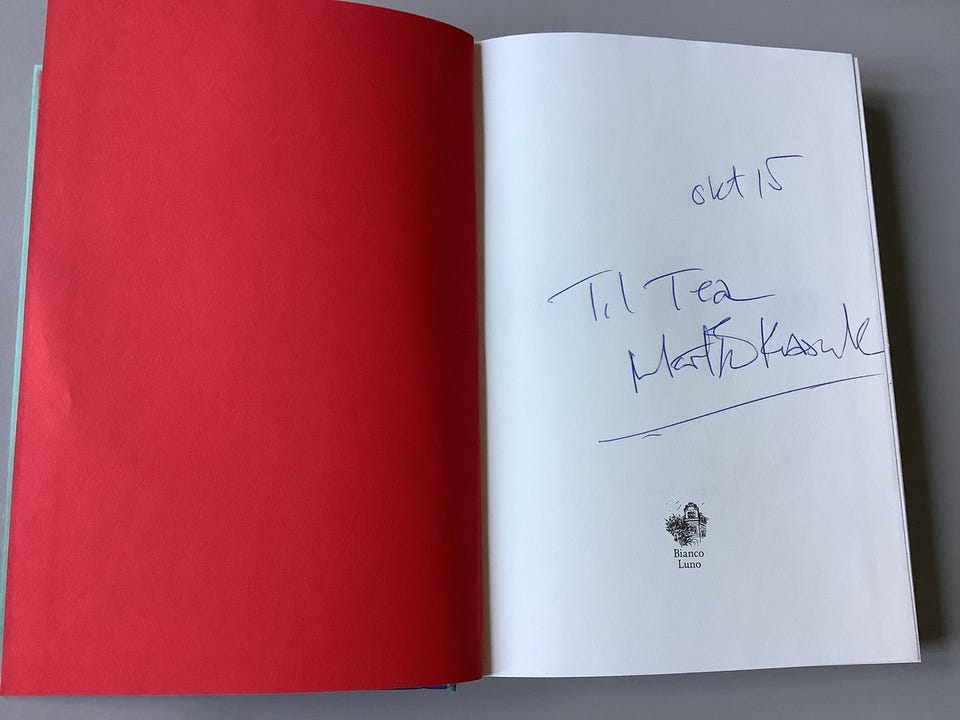 okt 15
Til Tea
Bianco
Luno